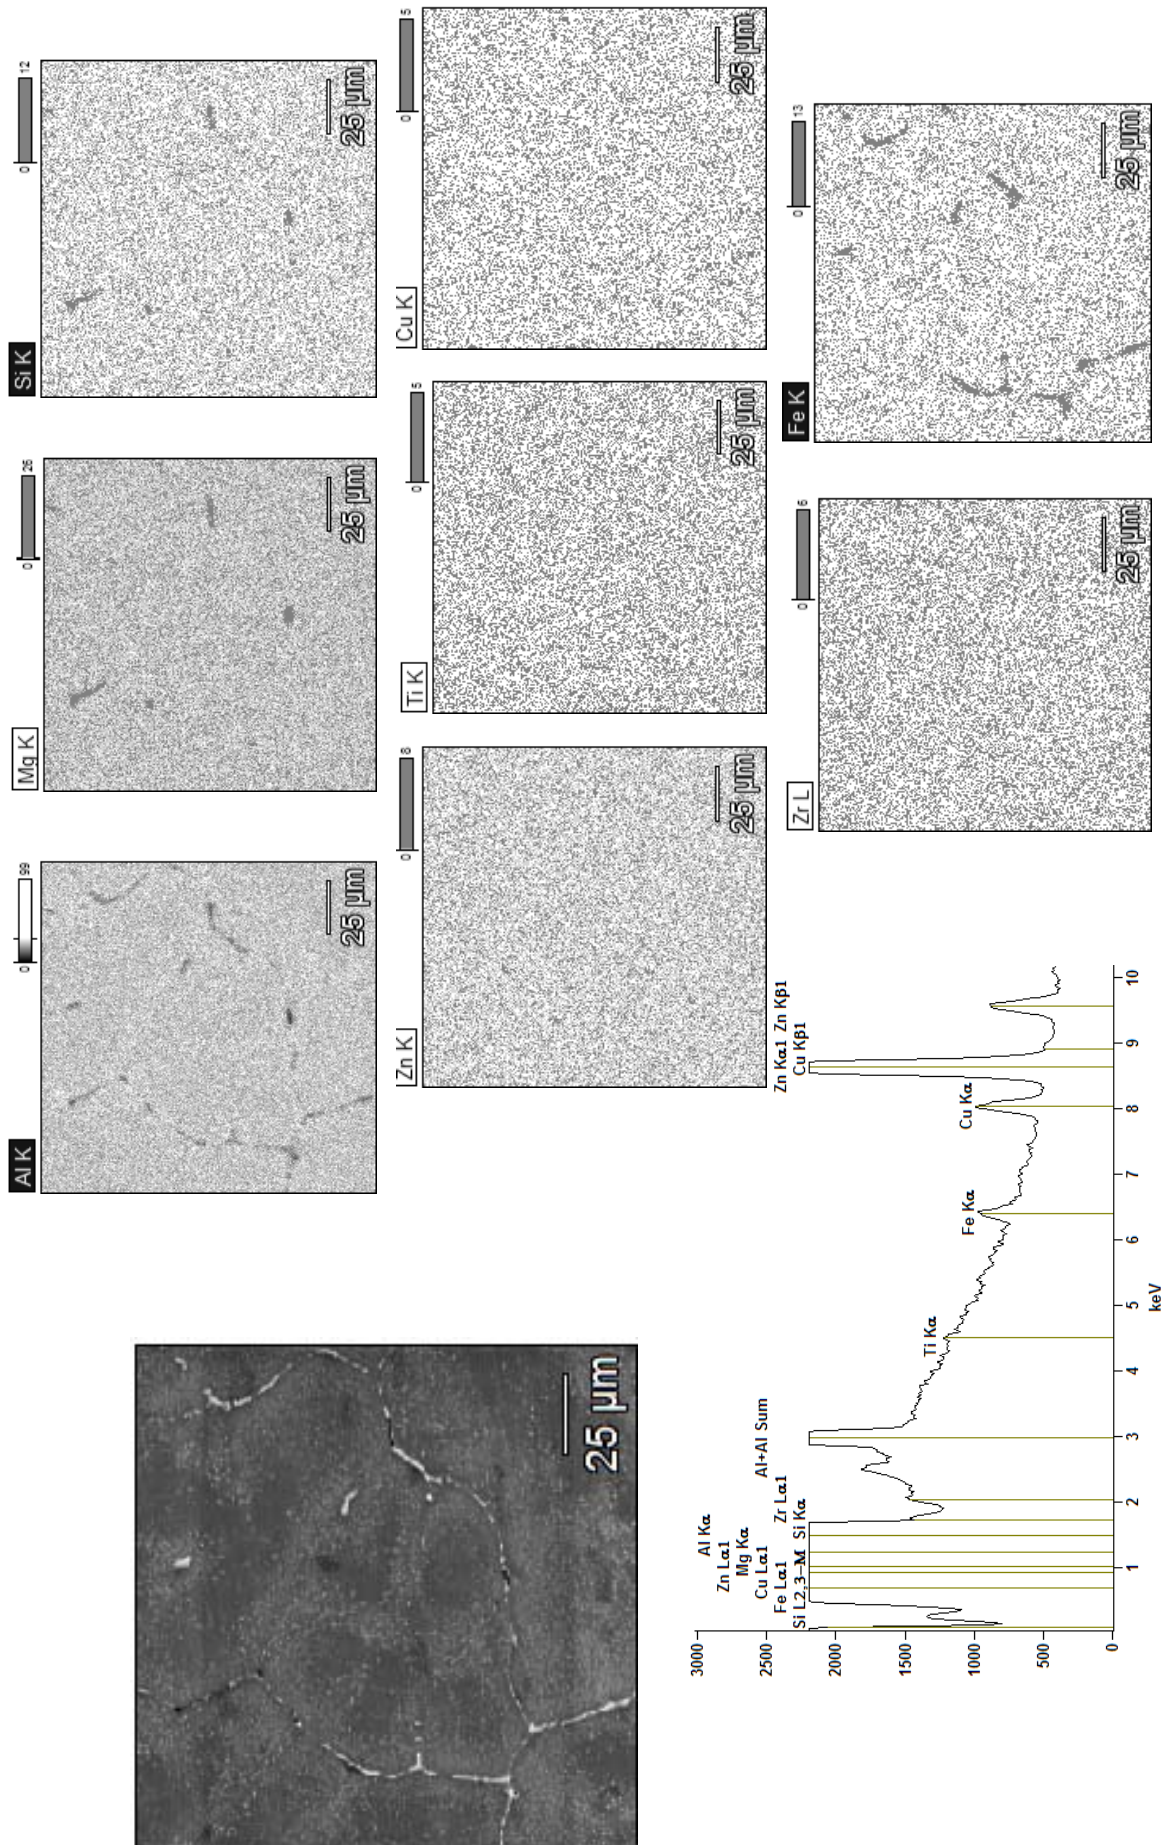 25 µm
Al K
0 99
25 µm
Mg K
0 26
25 µm
Si K
0 12
25 µm
Zn K
0 8
25 µm
Ti K
0 5
25 µm
Cu K
0 5
25 µm
Zr L
0 6
25 µm
Fe K
0 13
25 µm
3000
2500
2000
1500
1000
500
0
Al Kα
Zn Lα1
Mg Kα
Cu Lα1
Fe Lα1
Si L2,3-M
Si Kα
Zr Lα1
Al+Al Sum
Ti Kα
Fe Kα
Cu Kα
Zn Kα1 Zn Kβ1
Cu Kβ1
1 2 3 4 5 6 7 8 9 10
keV